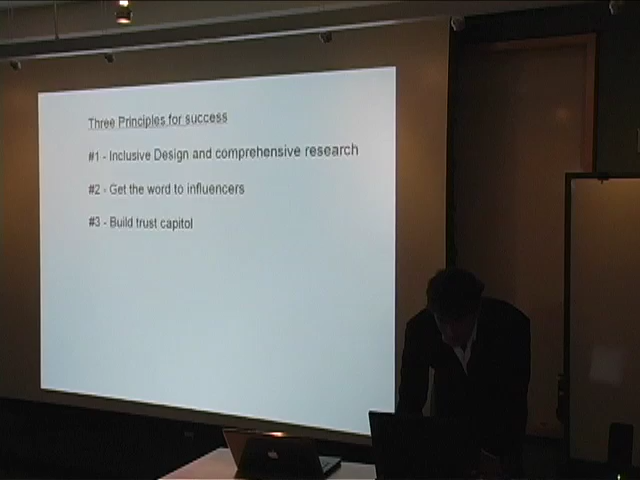 Three Principles for success
#1 - Inclusive Design and comprehensive research
#2 - Get the word to influencers
#3 - Build trust capitol